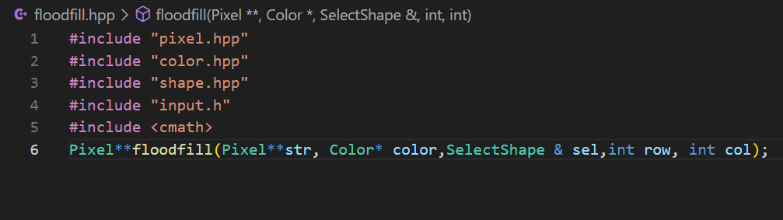 floodfill.hpp > floodfill(Pixel **, Color *, SelectShape &, int, int)
1 #include "pixel.hpp"
2 #include "color.hpp"
3 #include "shape.hpp"
4 #include "input.h"
5 #include <cmath>
6 Pixel**floodfill(Pixel**str, Color* color,SelectShape & sel,int row, int col);